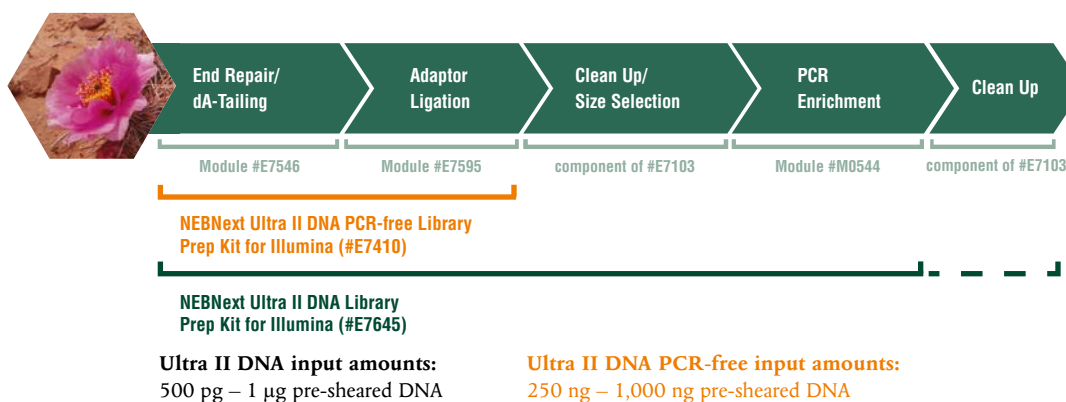 End Repair/
dA-Tailing
Adaptor
Ligation
Clean Up/
Size Selection
PCR
Enrichment
Clean Up
Module #E7546
Module #E7595
component of #E7103
Module #M0544
component of #E7103
NEBNext Ultra II DNA PCR-free Library
Prep Kit for Illumina (#E7410)
NEBNext Ultra II DNA Library
Prep Kit for Illumina (#E7645)
Ultra II DNA input amounts:
500 pg – 1 µg pre-sheared DNA
Ultra II DNA PCR-free input amounts:
250 ng – 1,000 ng pre-sheared DNA